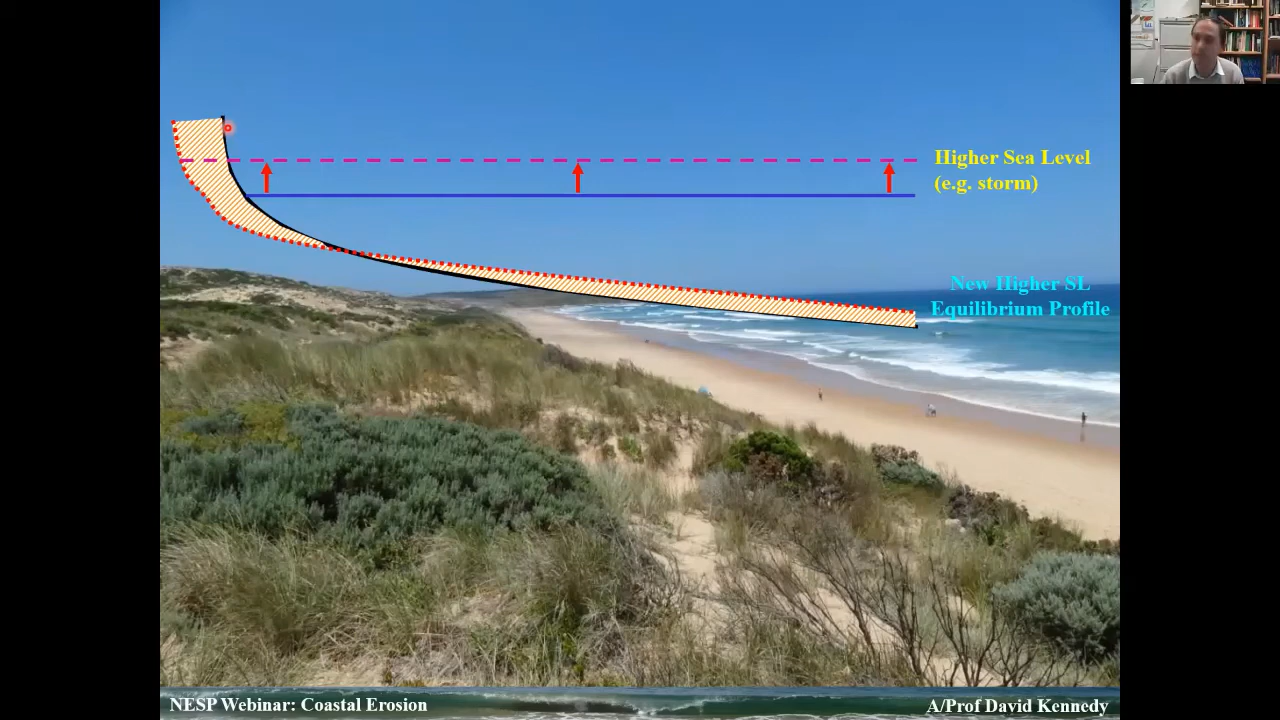 Higher Sea Level
(e.g. storm)
New Higher SL
Equilibrium Profile
NESP Webinar: Coastal Erosion
A/Prof David Kennedy